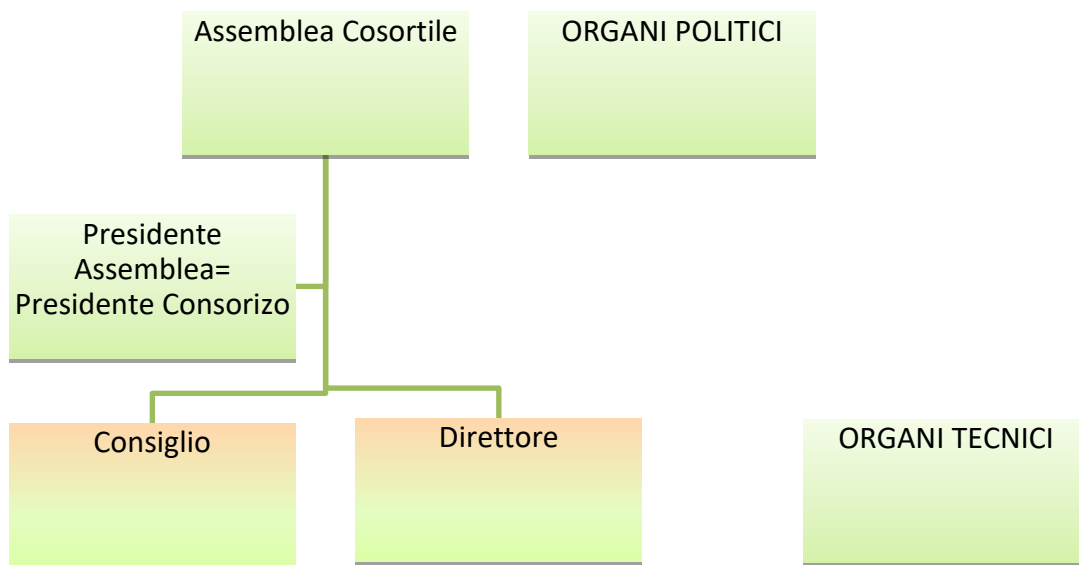 Assemblea Cosortile
ORGANI POLITICI
Presidente
Assemblea=
Presidente Consorizo
Consiglio
Direttore
ORGANI TECNICI